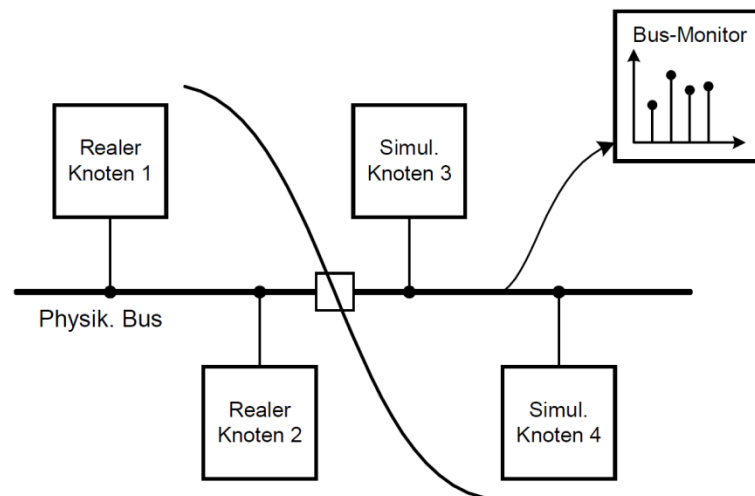 Bus-Monitor
Realer
Knoten 1
Simul.
Knoten 3
Physik. Bus
Realer
Knoten 2
Simul.
Knoten 4